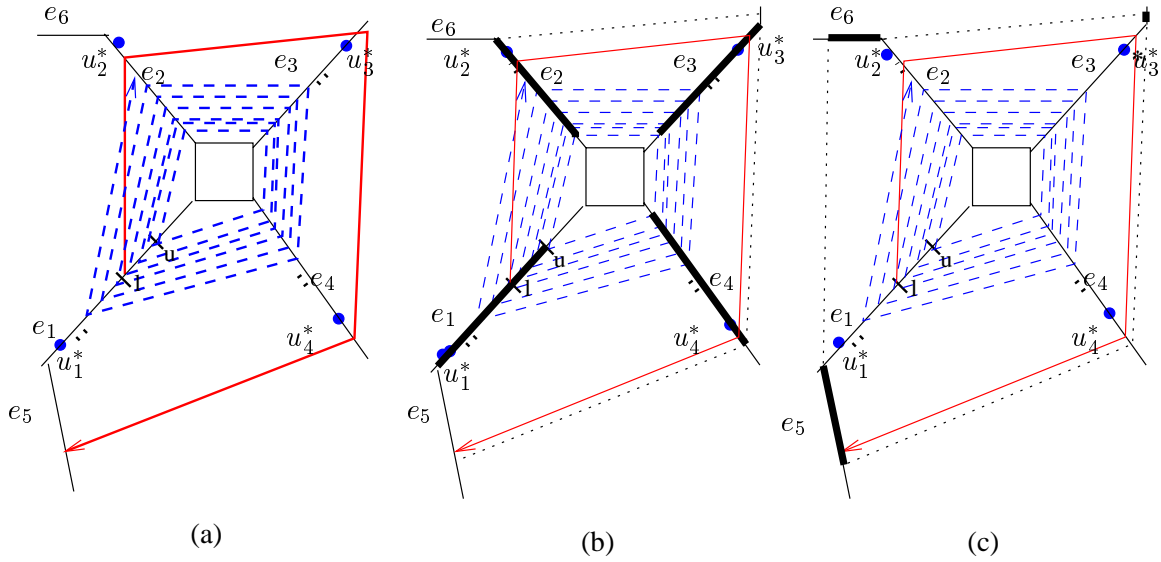 e₆ e₆ e₆
u₂* e₂ e₃ u₃* u₂* e₂ e₃ u₃* u₂* e₂ e₃ u₃*
u u u
l l l
e₄ e₄ e₄
e₁ u₄* e₁ u₄* e₁ u₄*
u₁* u₁* u₁*
e₅ e₅ e₅
(a) (b) (c)